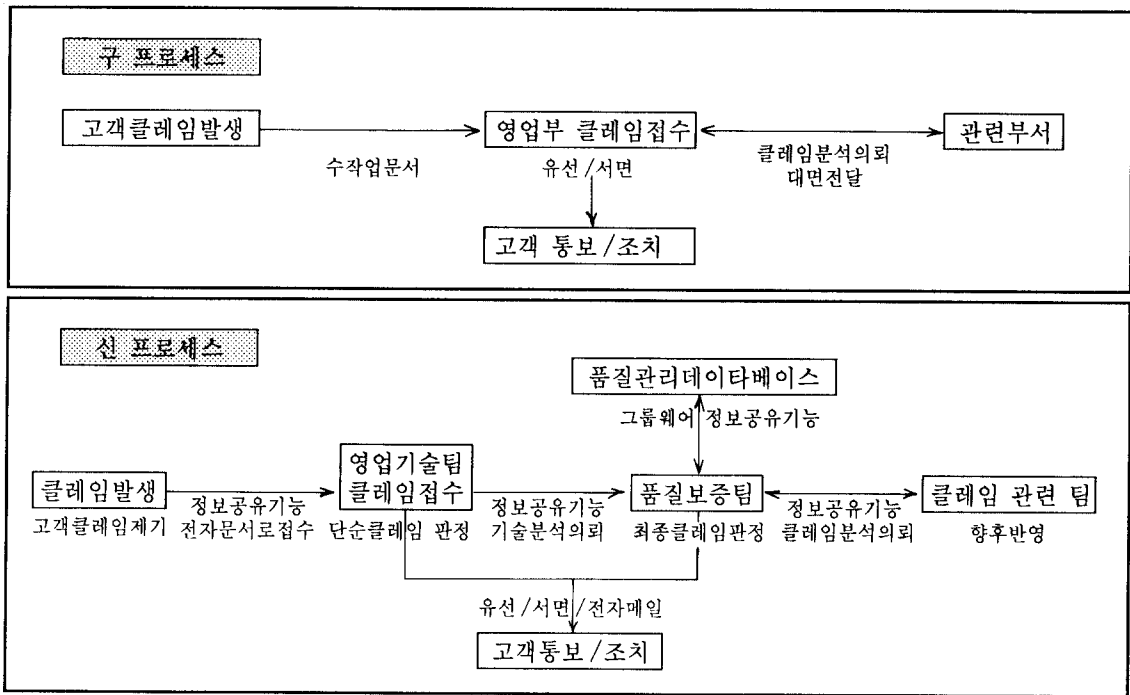 구 프로세스
고객클레임발생
영업부 클레임접수
관련부서
수작업문서
유선/서면
클레임분석의뢰
대면전달
고객 통보/조치
신 프로세스
품질관리데이타베이스
그룹웨어 정보공유기능
영업기술팀
클레임접수
클레임발생
품질보증팀
클레임 관련 팀
고객클레임제기
정보공유기능
전자문서로접수
단순클레임 판정
정보공유기능
기술분석의뢰
최종클레임판정
정보공유기능
클레임분석의뢰
향후반영
유선/서면/전자메일
고객통보/조치